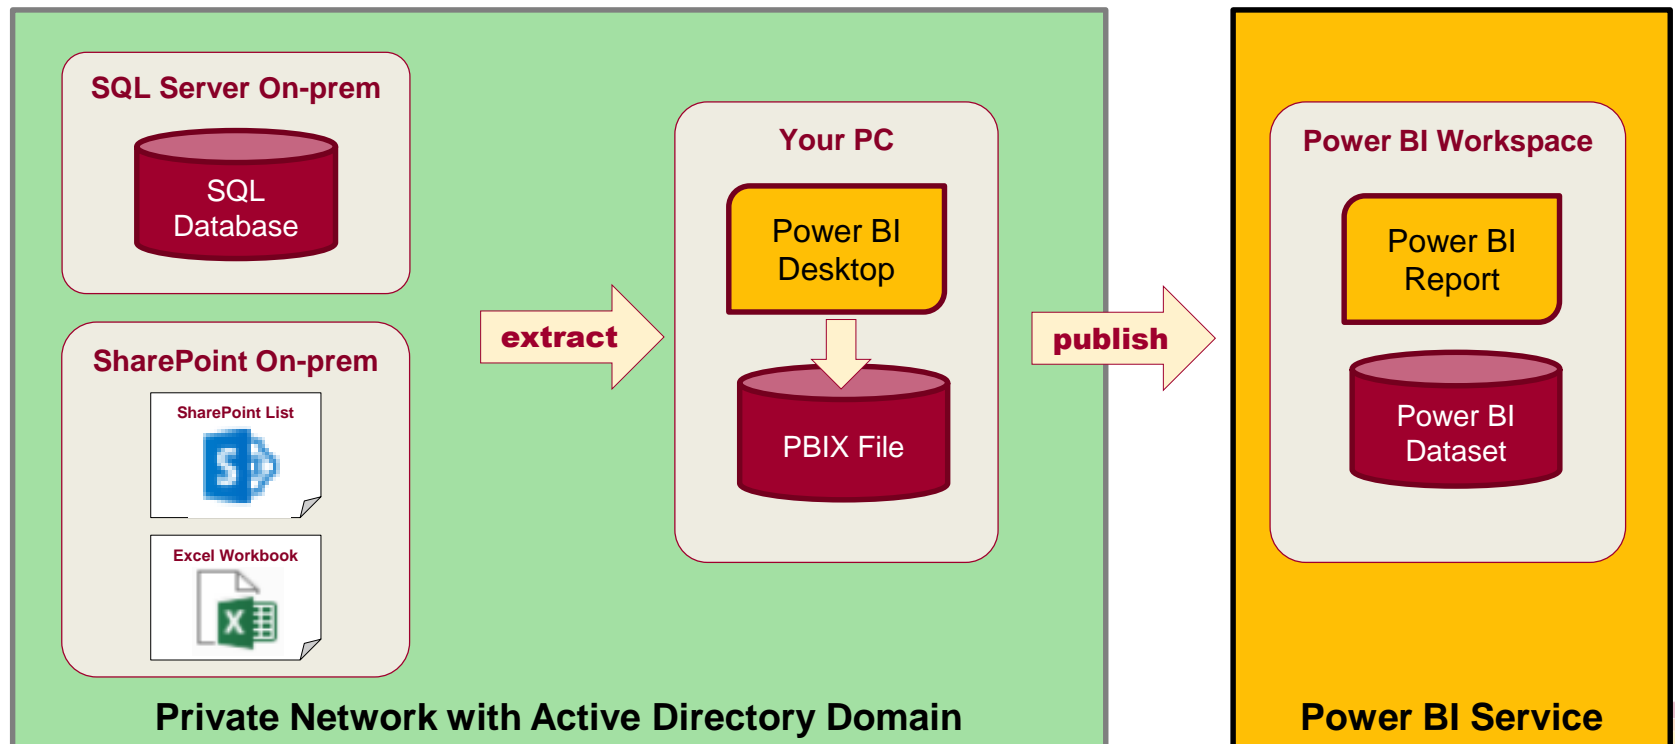 SQL Server On-prem
SQL
Database
SharePoint On-prem
SharePoint List
S
Excel Workbook
X
extract
Your PC
Power BI
Desktop
PBIX File
publish
Power BI Workspace
Power BI
Report
Power BI
Dataset
Private Network with Active Directory Domain
Power BI Service